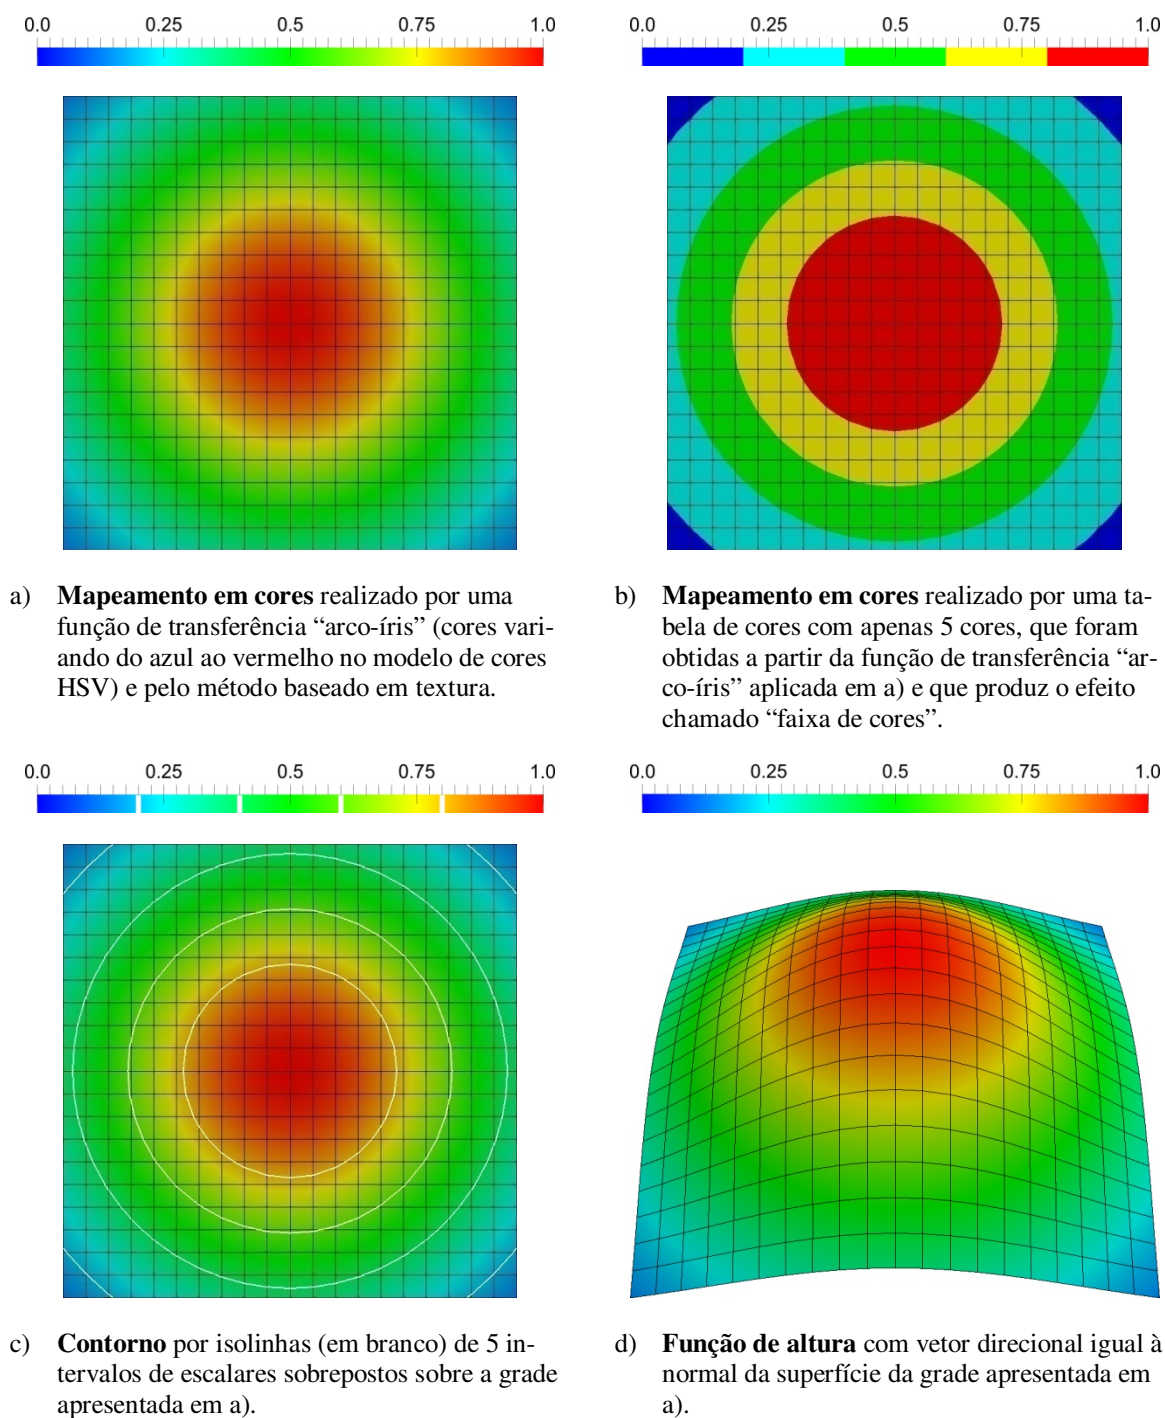 0.0 0.25 0.5 0.75 1.0
0.0 0.25 0.5 0.75 1.0
a) Mapeamento em cores realizado por uma
função de transferência “arco-íris” (cores vari-
ando do azul ao vermelho no modelo de cores
HSV) e pelo método baseado em textura.
b) Mapeamento em cores realizado por uma ta-
bela de cores com apenas 5 cores, que foram
obtidas a partir da função de transferência “ar-
co-íris” aplicada em a) e que produz o efeito
chamado “faixa de cores”.
0.0 0.25 0.5 0.75 1.0
0.0 0.25 0.5 0.75 1.0
c) Contorno por isolinhas (em branco) de 5 in-
tervalos de escalares sobrepostos sobre a grade
apresentada em a).
d) Função de altura com vetor direcional igual à
normal da superfície da grade apresentada em
a).